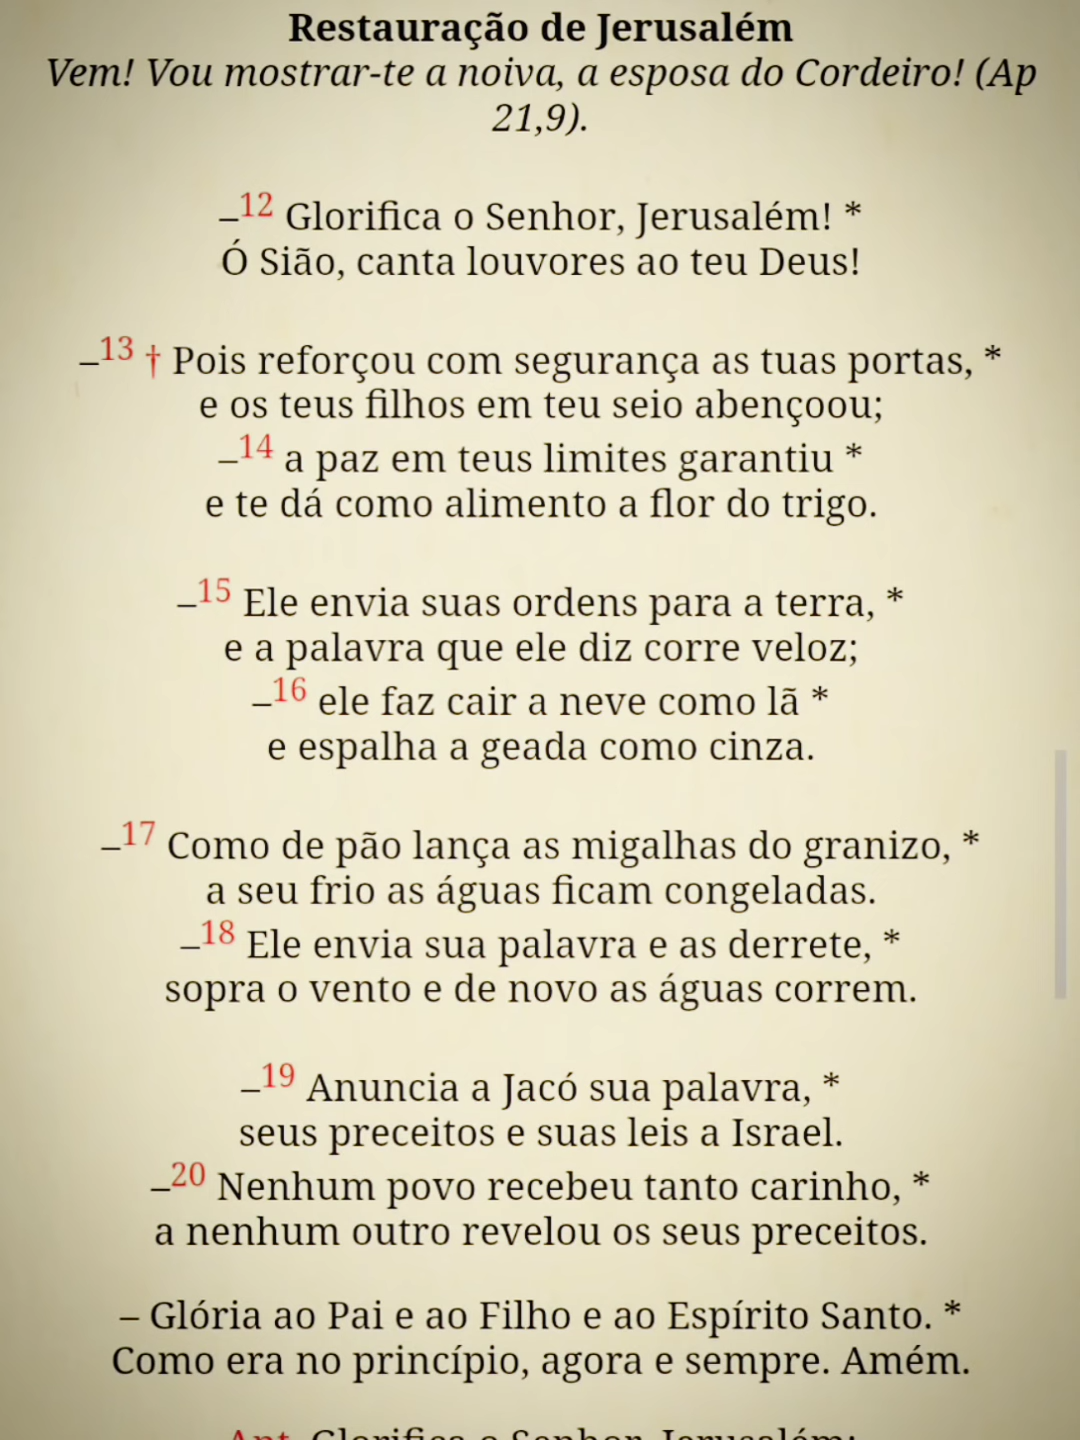 Restauração de Jerusalém
Vem! Vou mostrar-te a noiva, a esposa do Cordeiro! (Ap
21,9).
–12 Glorifica o Senhor, Jerusalém! *
Ó Sião, canta louvores ao teu Deus!
–13 † Pois reforçou com segurança as tuas portas, *
e os teus filhos em teu seio abençoou;
–14 a paz em teus limites garantiu *
e te dá como alimento a flor do trigo.
–15 Ele envia suas ordens para a terra, *
e a palavra que ele diz corre veloz;
–16 ele faz cair a neve como lã *
e espalha a geada como cinza.
–17 Como de pão lança as migalhas do granizo, *
a seu frio as águas ficam congeladas.
–18 Ele envia sua palavra e as derrete, *
sopra o vento e de novo as águas correm.
–19 Anuncia a Jacó sua palavra, *
seus preceitos e suas leis a Israel.
–20 Nenhum povo recebeu tanto carinho, *
a nenhum outro revelou os seus preceitos.
– Glória ao Pai e ao Filho e ao Espírito Santo. *
Como era no princípio, agora e sempre. Amém.
Ant. Glorifica o Senhor, Jerusalém: